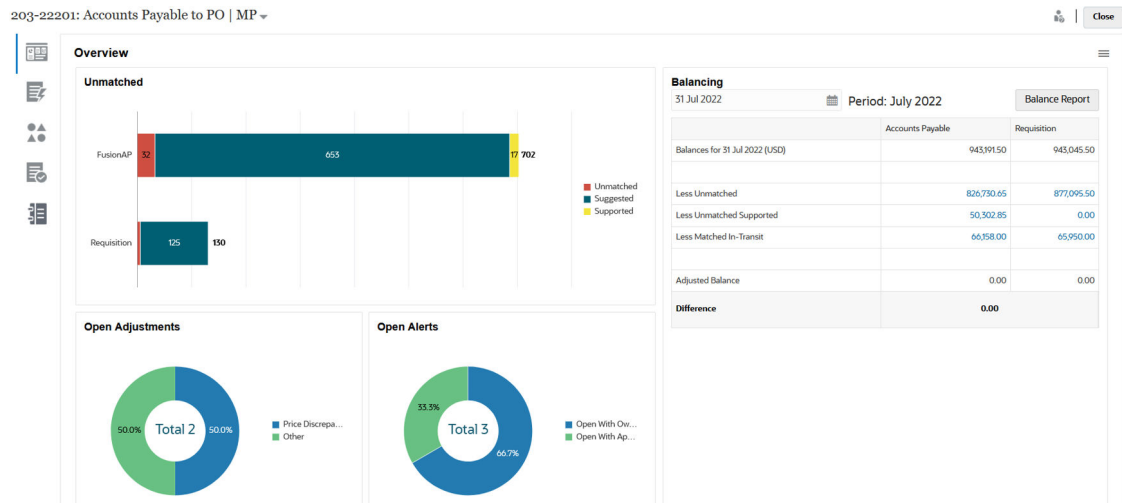 203-22201: Accounts Payable to PO | MP
Close
Overview
Unmatched
FusionAP
32
653
17
702
Requisition
125
130
Unmatched
Suggested
Supported
Balancing
31 Jul 2022
Period: July 2022
Balance Report
Accounts Payable Requisition
Balances for 31 Jul 2022 (USD) 943,191.50 943,045.50
Less Unmatched 826,730.65 877,095.50
Less Unmatched Supported 50,302.85 0.00
Less Matched In-Transit 66,158.00 65,950.00
Adjusted Balance 0.00 0.00
Difference 0.00
Open Adjustments
50.0%
Total 2
50.0%
Price Discrepa...
Other
Open Alerts
33.3%
Total 3
66.7%
Open With Ow...
Open With Ap...